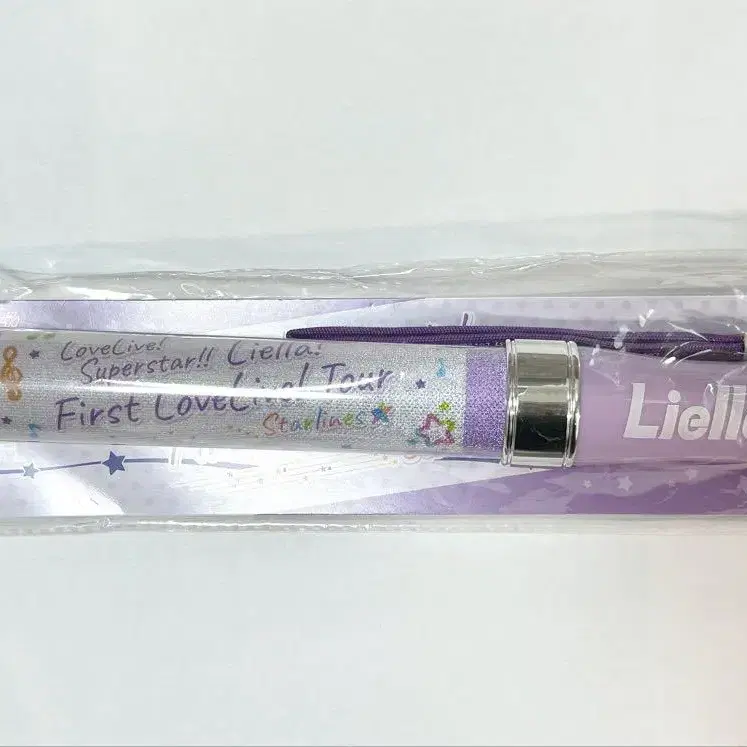 LoveLive!
Superstar!! Liella!
First LoveLive! Tour
Starlines
Liella